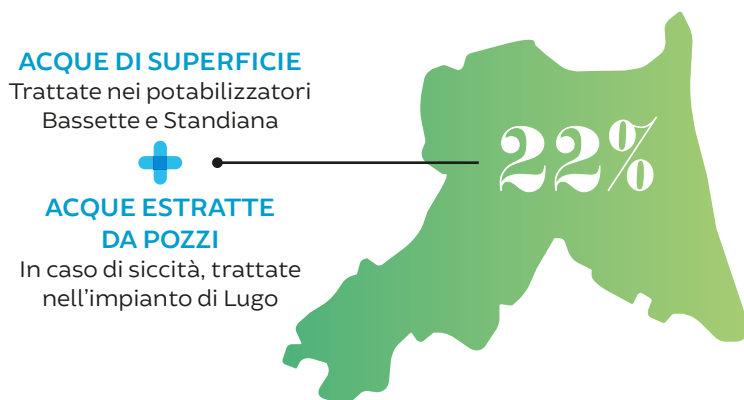 ACQUE DI SUPERFICIE
Trattate nei potabilizzatori
Bassette e Standiana
ACQUE ESTRATTE
DA POZZI
In caso di siccità, trattate
nell'impianto di Lugo
22%